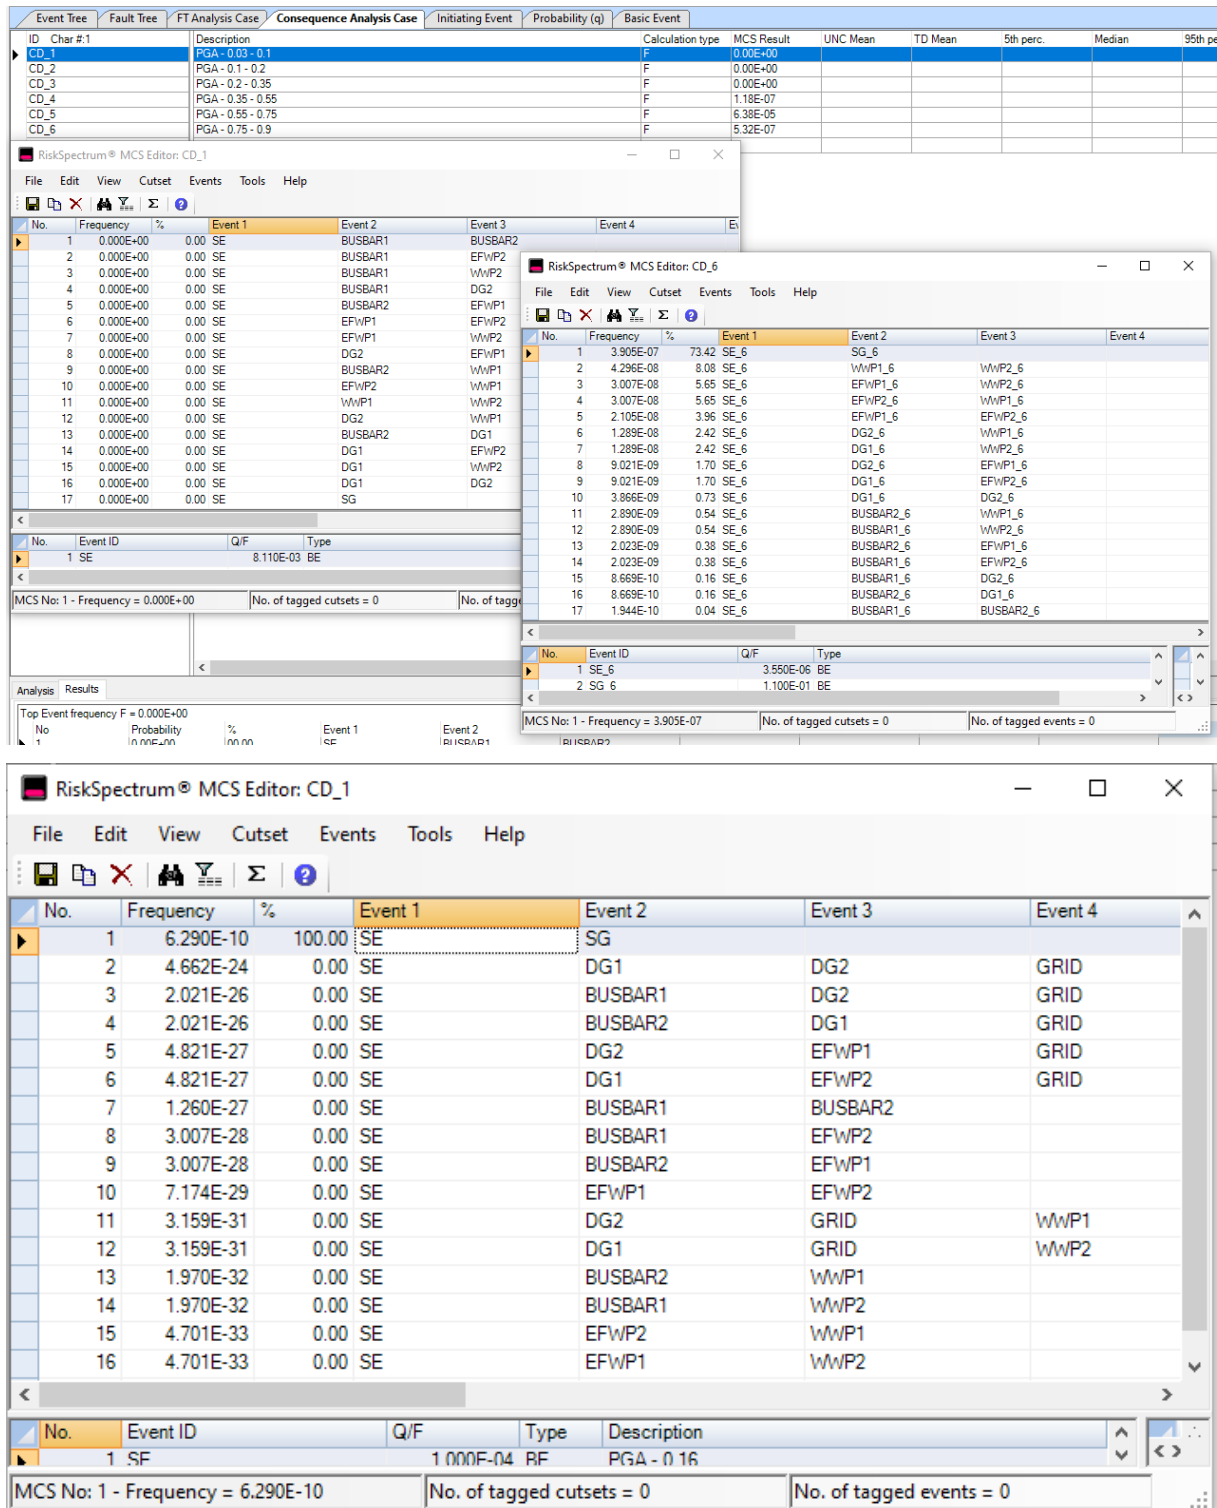 Event Tree Fault Tree FT Analysis Case Consequence Analysis Case Initiating Event Probability (q) Basic Event
ID Char #:1 Description Calculation type MCS Result UNC Mean TD Mean 5th perc. Median 95th pe
CD_1 PGA - 0.03 - 0.1 F 0.00E+00
CD_2 PGA - 0.1 - 0.2 F 0.00E+00
CD_3 PGA - 0.2 - 0.35 F 0.00E+00
CD_4 PGA - 0.35 - 0.55 F 1.18E-07
CD_5 PGA - 0.55 - 0.75 F 6.38E-05
CD_6 PGA - 0.75 - 0.9 F 5.32E-07
RiskSpectrum® MCS Editor: CD_1
File Edit View Cutset Events Tools Help
No. Frequency % Event 1 Event 2 Event 3 Event 4 Ev
1 0.000E+00 0.00 SE BUSBAR1 BUSBAR2
2 0.000E+00 0.00 SE BUSBAR1 EFWP2
3 0.000E+00 0.00 SE BUSBAR1 WWP2
4 0.000E+00 0.00 SE BUSBAR1 DG2
5 0.000E+00 0.00 SE BUSBAR2 EFWP1
6 0.000E+00 0.00 SE EFWP1 EFWP2
7 0.000E+00 0.00 SE EFWP1 WWP2
8 0.000E+00 0.00 SE DG2 EFWP1
9 0.000E+00 0.00 SE BUSBAR2 WWP1
10 0.000E+00 0.00 SE EFWP2 WWP1
11 0.000E+00 0.00 SE WWP1 WWP2
12 0.000E+00 0.00 SE DG2 WWP1
13 0.000E+00 0.00 SE BUSBAR2 DG1
14 0.000E+00 0.00 SE DG1 EFWP2
15 0.000E+00 0.00 SE DG1 WWP2
16 0.000E+00 0.00 SE DG1 DG2
17 0.000E+00 0.00 SE SG
No. Event ID Q/F Type
1 SE 8.110E-03 BE
MCS No: 1 - Frequency = 0.000E+00 No. of tagged cutsets = 0 No. of tagge
RiskSpectrum® MCS Editor: CD_6
File Edit View Cutset Events Tools Help
No. Frequency % Event 1 Event 2 Event 3 Event 4
1 3.905E-07 73.42 SE_6 SG_6
2 4.296E-08 8.08 SE_6 WWP1_6 WWP2_6
3 3.007E-08 5.65 SE_6 EFWP1_6 WWP2_6
4 3.007E-08 5.65 SE_6 EFWP2_6 WWP1_6
5 2.105E-08 3.96 SE_6 EFWP1_6 EFWP2_6
6 1.289E-08 2.42 SE_6 DG2_6 WWP1_6
7 1.289E-08 2.42 SE_6 DG1_6 WWP2_6
8 9.021E-09 1.70 SE_6 DG2_6 EFWP1_6
9 9.021E-09 1.70 SE_6 DG1_6 EFWP2_6
10 3.866E-09 0.73 SE_6 DG1_6 DG2_6
11 2.890E-09 0.54 SE_6 BUSBAR2_6 WWP1_6
12 2.890E-09 0.54 SE_6 BUSBAR1_6 WWP2_6
13 2.023E-09 0.38 SE_6 BUSBAR2_6 EFWP1_6
14 2.023E-09 0.38 SE_6 BUSBAR1_6 EFWP2_6
15 8.669E-10 0.16 SE_6 BUSBAR1_6 DG2_6
16 8.669E-10 0.16 SE_6 BUSBAR2_6 DG1_6
17 1.944E-10 0.04 SE_6 BUSBAR1_6 BUSBAR2_6
No. Event ID Q/F Type
1 SE_6 3.550E-06 BE
2 SG_6 1.100E-01 BE
MCS No: 1 - Frequency = 3.905E-07 No. of tagged cutsets = 0 No. of tagged events = 0
Analysis Results
Top Event frequency F = 0.000E+00
No Probability % Event 1 Event 2
1 0.00E+00 00.00 SE BUSBAR1 BUSBAR2
RiskSpectrum® MCS Editor: CD_1
File Edit View Cutset Events Tools Help
No. Frequency % Event 1 Event 2 Event 3 Event 4
1 6.290E-10 100.00 SE SG
2 4.662E-24 0.00 SE DG1 DG2 GRID
3 2.021E-26 0.00 SE BUSBAR1 DG2 GRID
4 2.021E-26 0.00 SE BUSBAR2 DG1 GRID
5 4.821E-27 0.00 SE DG2 EFWP1 GRID
6 4.821E-27 0.00 SE DG1 EFWP2 GRID
7 1.260E-27 0.00 SE BUSBAR1 BUSBAR2
8 3.007E-28 0.00 SE BUSBAR1 EFWP2
9 3.007E-28 0.00 SE BUSBAR2 EFWP1
10 7.174E-29 0.00 SE EFWP1 EFWP2
11 3.159E-31 0.00 SE DG2 GRID WWP1
12 3.159E-31 0.00 SE DG1 GRID WWP2
13 1.970E-32 0.00 SE BUSBAR2 WWP1
14 1.970E-32 0.00 SE BUSBAR1 WWP2
15 4.701E-33 0.00 SE EFWP2 WWP1
16 4.701E-33 0.00 SE EFWP1 WWP2
No. Event ID Q/F Type Description
1 SE 1.000E-04 BE PGA - 0.16
MCS No: 1 - Frequency = 6.290E-10 No. of tagged cutsets = 0 No. of tagged events = 0